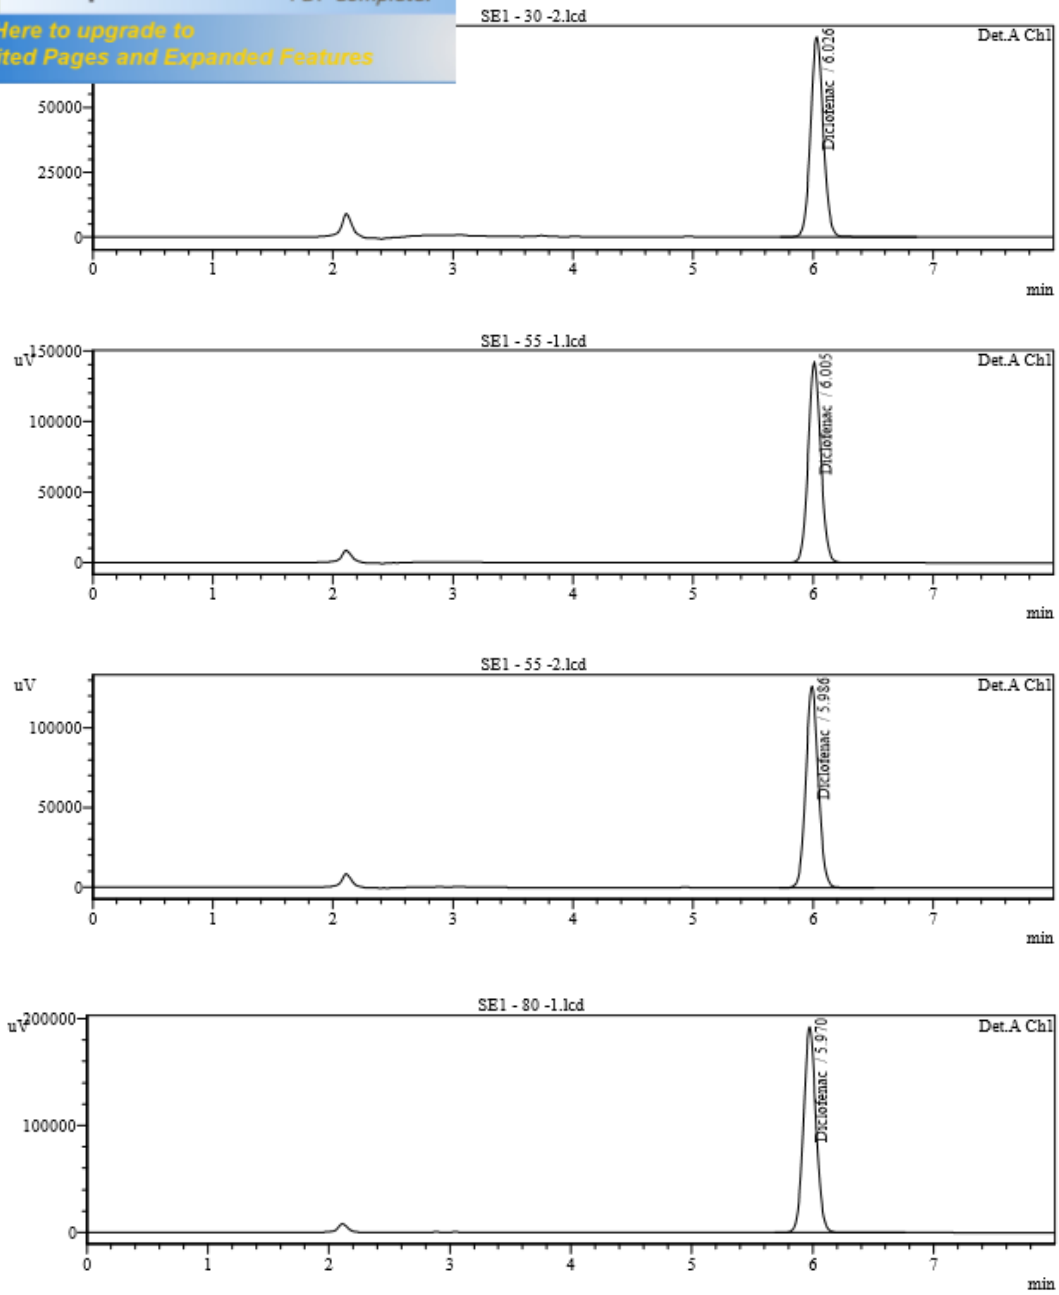 Here to upgrade to
ited Pages and Expanded Features
SE1 - 30 -2.lcd
Det.A Ch1
Diclofenac / 6.026
50000
25000
0
0 1 2 3 4 5 6 7
min
SE1 - 55 -1.lcd
uV
Det.A Ch1
Diclofenac / 6.005
150000
100000
50000
0
0 1 2 3 4 5 6 7
min
SE1 - 55 -2.lcd
uV
Det.A Ch1
Diclofenac / 5.986
100000
50000
0
0 1 2 3 4 5 6 7
min
SE1 - 80 -1.lcd
uV
Det.A Ch1
Diclofenac / 5.970
200000
100000
0
0 1 2 3 4 5 6 7
min